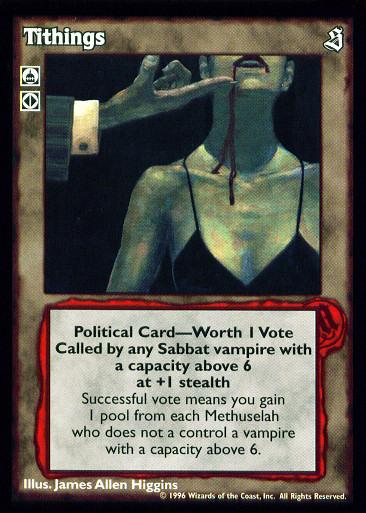 Tithings
Political Card—Worth 1 Vote
Called by any Sabbat vampire with
a capacity above 6
at +1 stealth
Successful vote means you gain
1 pool from each Methuselah
who does not a control a vampire
with a capacity above 6.
Illus. James Allen Higgins
© 1996 Wizards of the Coast, Inc. All Rights Reserved.